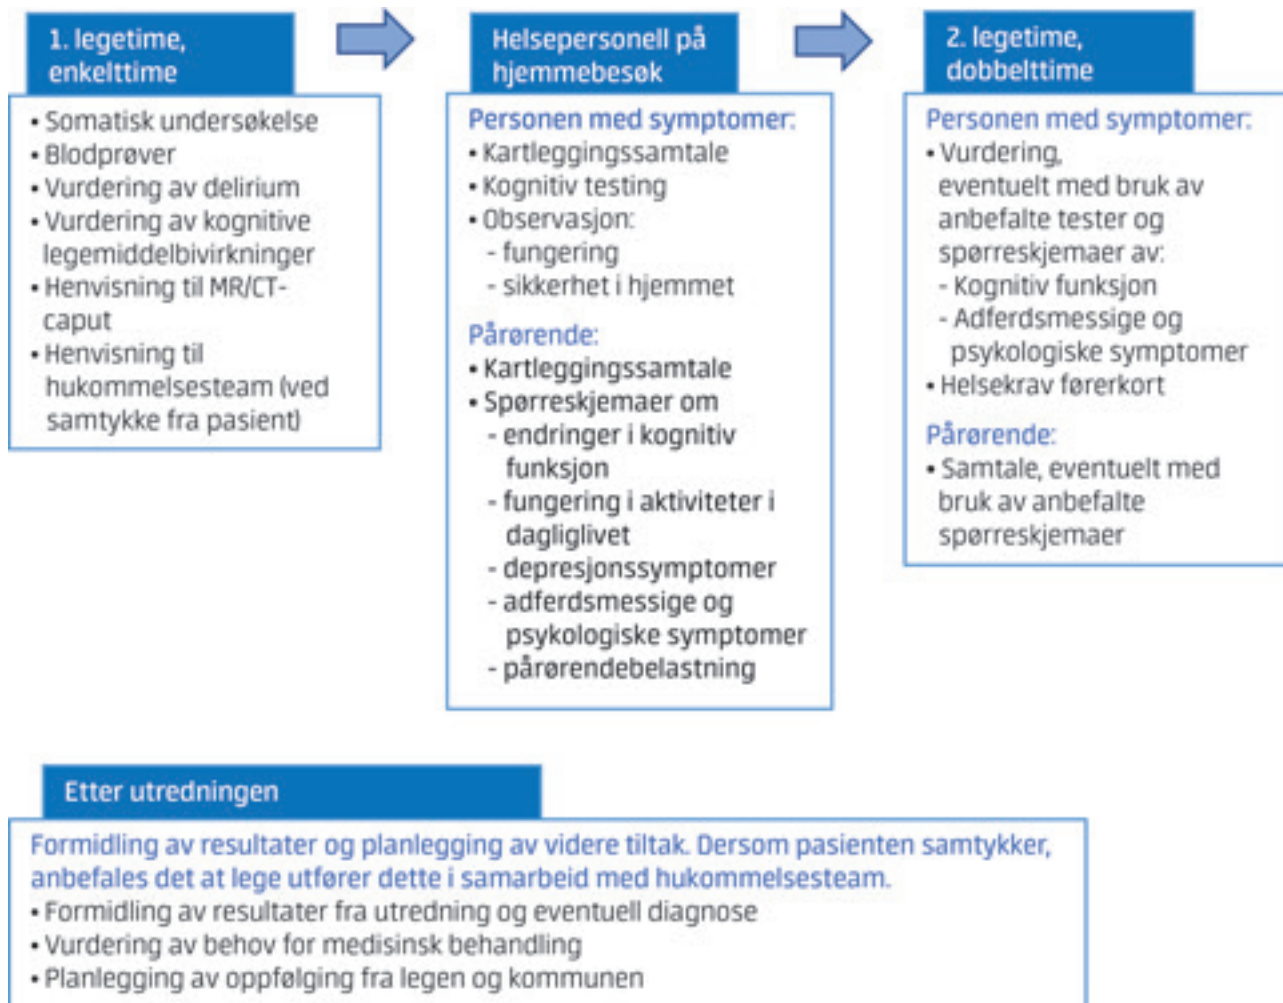 1. legetime,
enkelttime
• Somatisk undersøkelse
• Blodprøver
• Vurdering av delirium
• Vurdering av kognitive
legemiddelbivirkninger
• Henvisning til MR/CT-
caput
• Henvisning til
hukommelsesteam (ved
samtykke fra pasient)
Helsepersonell på
hjemmebesøk
Personen med symptomer:
• Kartleggingssamtale
• Kognitiv testing
• Observasjon:
- fungering
- sikkerhet i hjemmet
Pårørende:
• Kartleggingssamtale
• Spørreskjemaer om
- endringer i kognitiv
funksjon
- fungering i aktiviteter i
dagliglivet
- depresjonssymptomer
- adferdsmessige og
psykologiske symptomer
- pårørendebelastning
2. legetime,
dobbelttime
Personen med symptomer:
• Vurdering,
eventuelt med bruk av
anbefalte tester og
spørreskjemaer av:
- Kognitiv funksjon
- Adferdsmessige og
psykologiske symptomer
• Helsekrav førerkort
Pårørende:
• Samtale, eventuelt med
bruk av anbefalte
spørreskjemaer
Etter utredningen
Formidling av resultater og planlegging av videre tiltak. Dersom pasienten samtykker,
anbefales det at lege utfører dette i samarbeid med hukommelsesteam.
• Formidling av resultater fra utredning og eventuell diagnose
• Vurdering av behov for medisinsk behandling
• Planlegging av oppfølging fra legen og kommunen